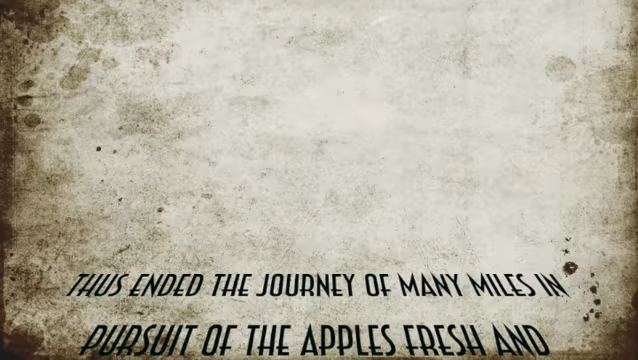 THUS ENDED THE JOURNEY OF MANY MILES IN
PURSUIT OF THE APPLES FRESH AND